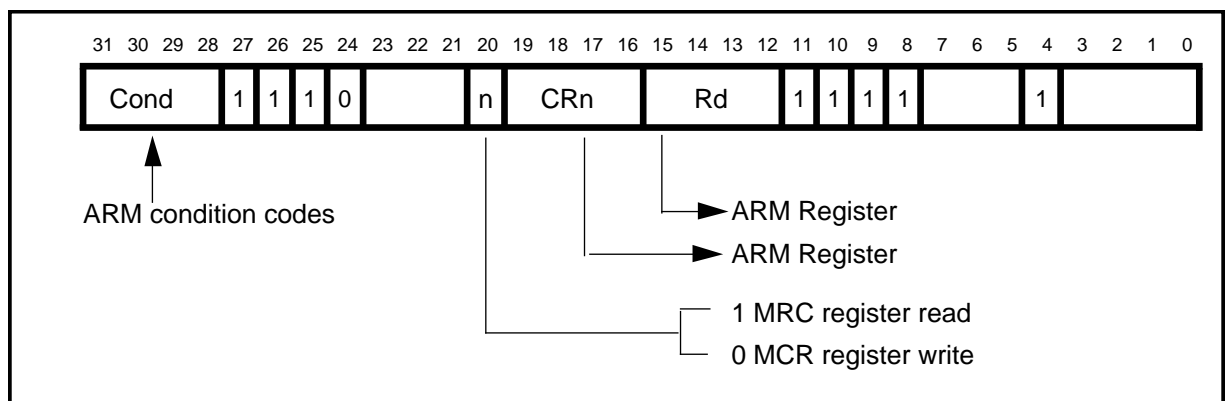 31 30 29 28 27 26 25 24 23 22 21 20 19 18 17 16 15 14 13 12 11 10 9 8 7 6 5 4 3 2 1 0
Cond 1 1 1 0 n CRn Rd 1 1 1 1 1
ARM condition codes
ARM Register
ARM Register
1 MRC register read
0 MCR register write